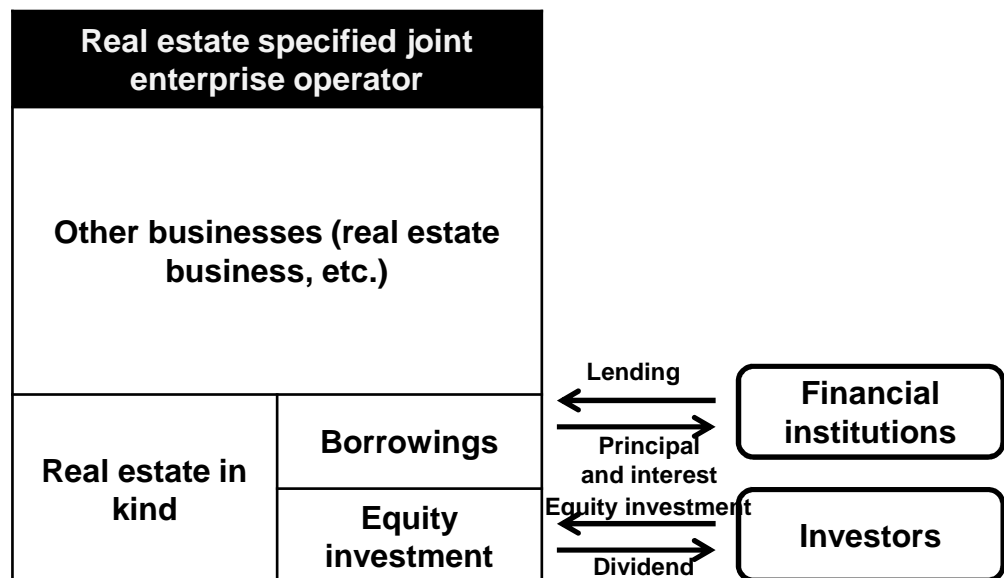 Real estate specified joint
enterprise operator
Other businesses (real estate
business, etc.)
Lending
Financial
institutions
Borrowings
Principal
and interest
Real estate in
kind
Equity investment
Equity
investment
Investors
Dividend